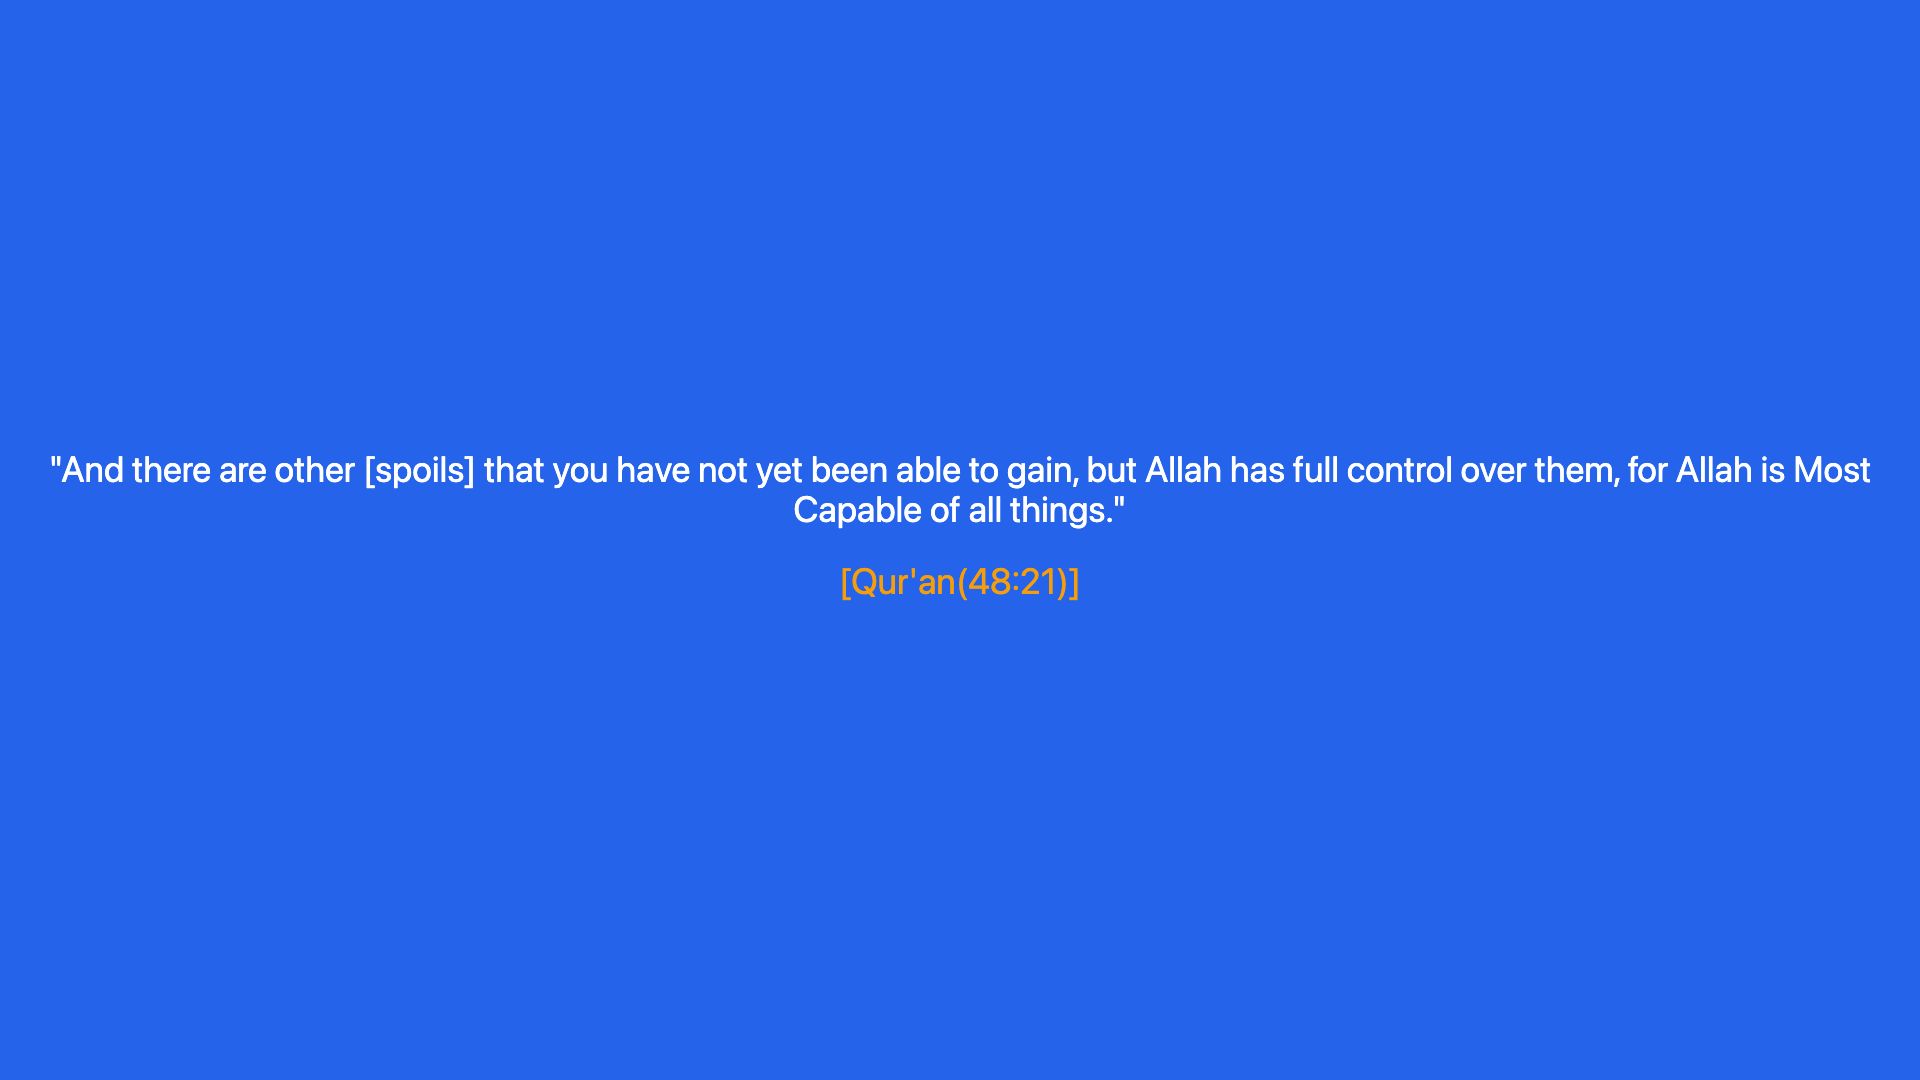 "And there are other [spoils] that you have not yet been able to gain, but Allah has full control over them, for Allah is Most
Capable of all things."
[Qur'an(48:21)]